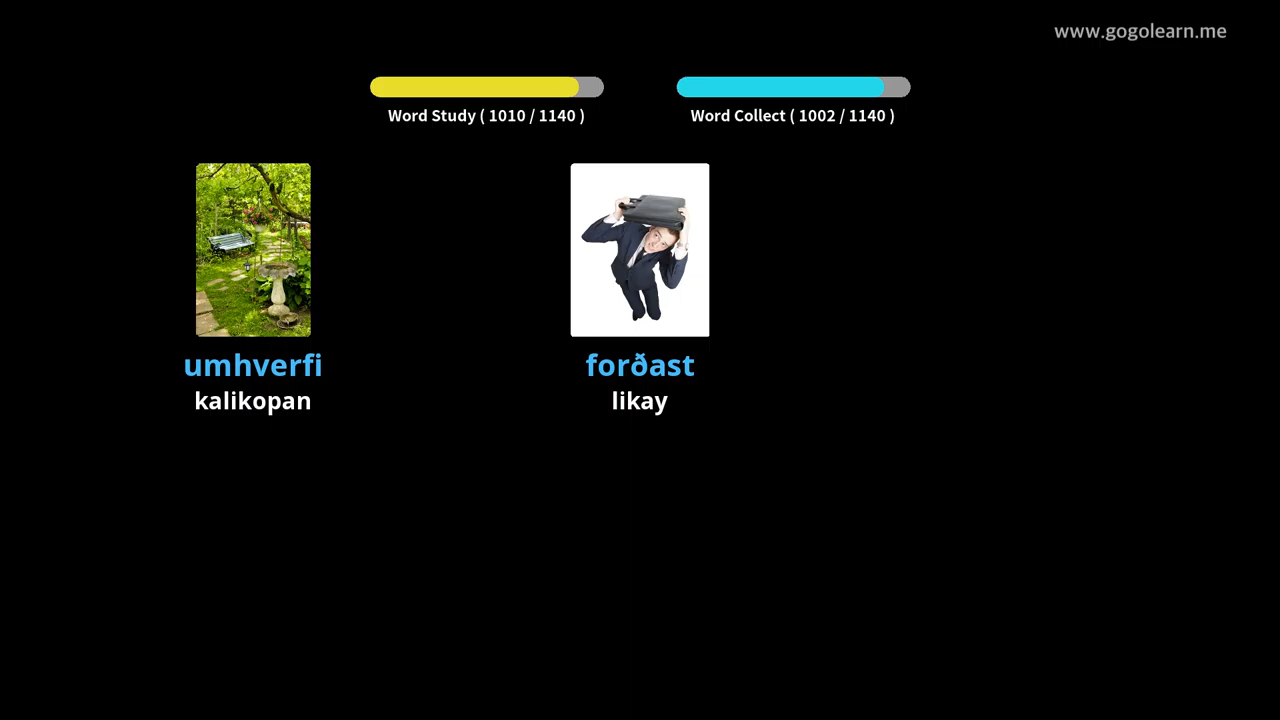 www.gogolearn.me
Word Study ( 1010 / 1140 )
Word Collect ( 1002 / 1140 )
umhverfi
kalikopan
forðast
likay